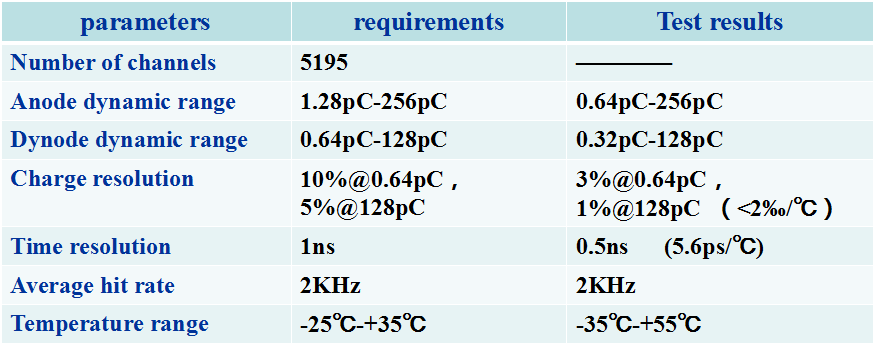 parameters requirements Test results
Number of channels 5195 ————
Anode dynamic range 1.28pC-256pC 0.64pC-256pC
Dynode dynamic range 0.64pC-128pC 0.32pC-128pC
Charge resolution 10%@0.64pC， 3%@0.64pC，
5%@128pC 1%@128pC （<2‰/℃）
Time resolution 1ns 0.5ns (5.6ps/℃)
Average hit rate 2KHz 2KHz
Temperature range -25℃-+35℃ -35℃-+55℃